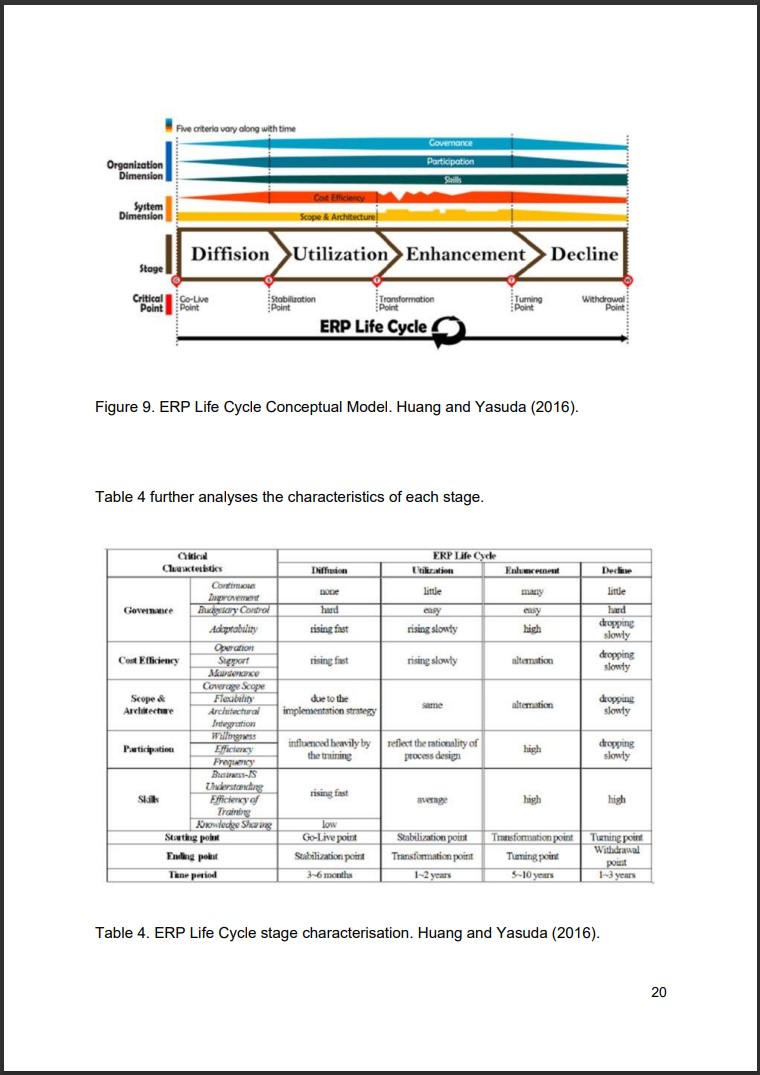 Five criteria vary along with time
Governance
Organization
Dimension
Participation
Skills
System
Dimension
Cost Efficiency
Scope & Architecture
Stage
Diffision
Utilization
Enhancement
Decline
Critical
Point
Go-Live
Point
Stabilization
Point
Transformation
Point
Turning
Point
Withdrawal
Point
ERP Life Cycle
Figure 9. ERP Life Cycle Conceptual Model. Huang and Yasuda (2016).
Table 4 further analyses the characteristics of each stage.
Critical
Characteristics
ERP Life Cycle
Diffusion Utilization Enhancement Decline
Governance
Continuous
Improvement
none little many little
Budgetary Control hard easy easy hard
Adaptability rising fast rising slowly high dropping
slowly
Cost Efficiency
Operation
Support
Maintenance
rising fast rising slowly alternation dropping
slowly
Scope &
Architecture
Coverage Scope
Flexibility
Architectural
Integration
due to the
implementation strategy
same alternation dropping
slowly
Participation
Willingness
Efficiency
Frequency
influenced heavily by
the training
reflect the rationality of
process design
high dropping
slowly
Skills
Business-IS
Understanding
Efficiency of
Training
Knowledge Sharing
rising fast
low
average high high
Starting point Go-Live point Stabilization point Transformation point Turning point
Ending point Stabilization point Transformation point Turning point Withdrawal
point
Time period 3~6 months 1~2 years 5~10 years 1~3 years
Table 4. ERP Life Cycle stage characterisation. Huang and Yasuda (2016).
20